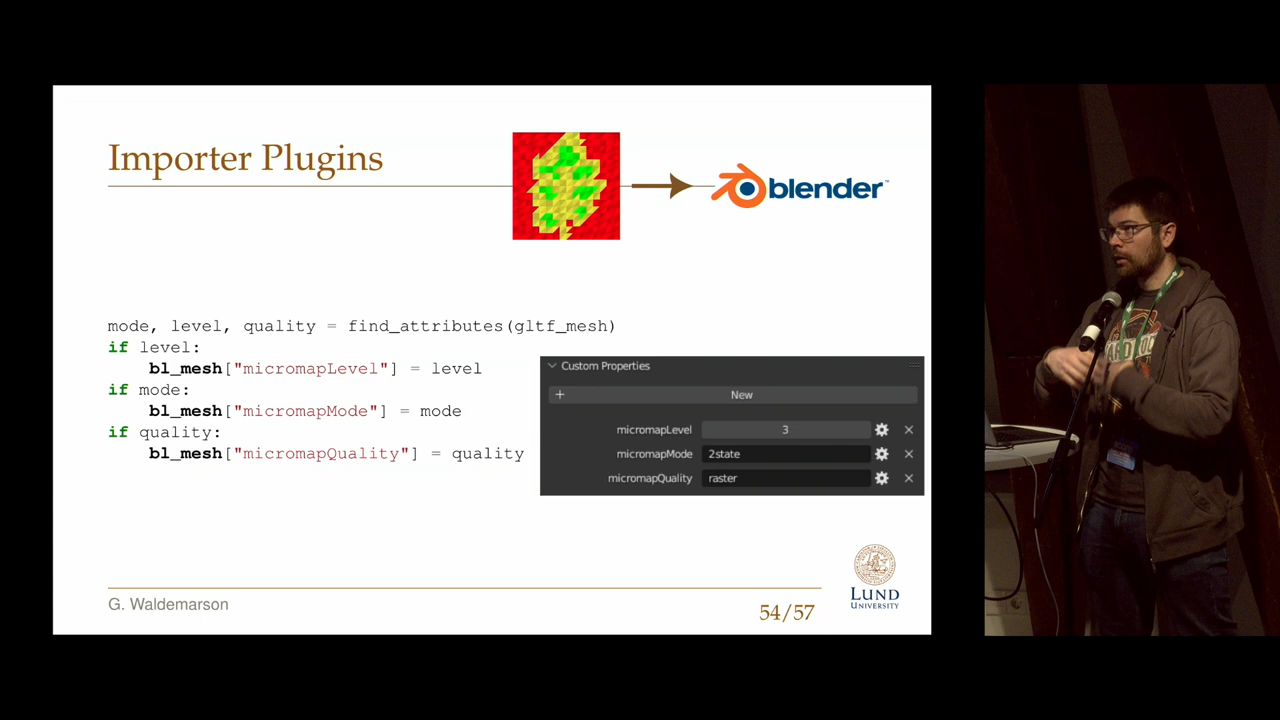 Importer Plugins
blender™
mode, level, quality = find_attributes(gltf_mesh)
if level:
bl_mesh["micromapLevel"] = level
if mode:
bl_mesh["micromapMode"] = mode
if quality:
bl_mesh["micromapQuality"] = quality
Custom Properties
+ New
micromapLevel 3
micromapMode 2state
micromapQuality raster
G. Waldemarson
54/57
LUND
UNIVERSITY